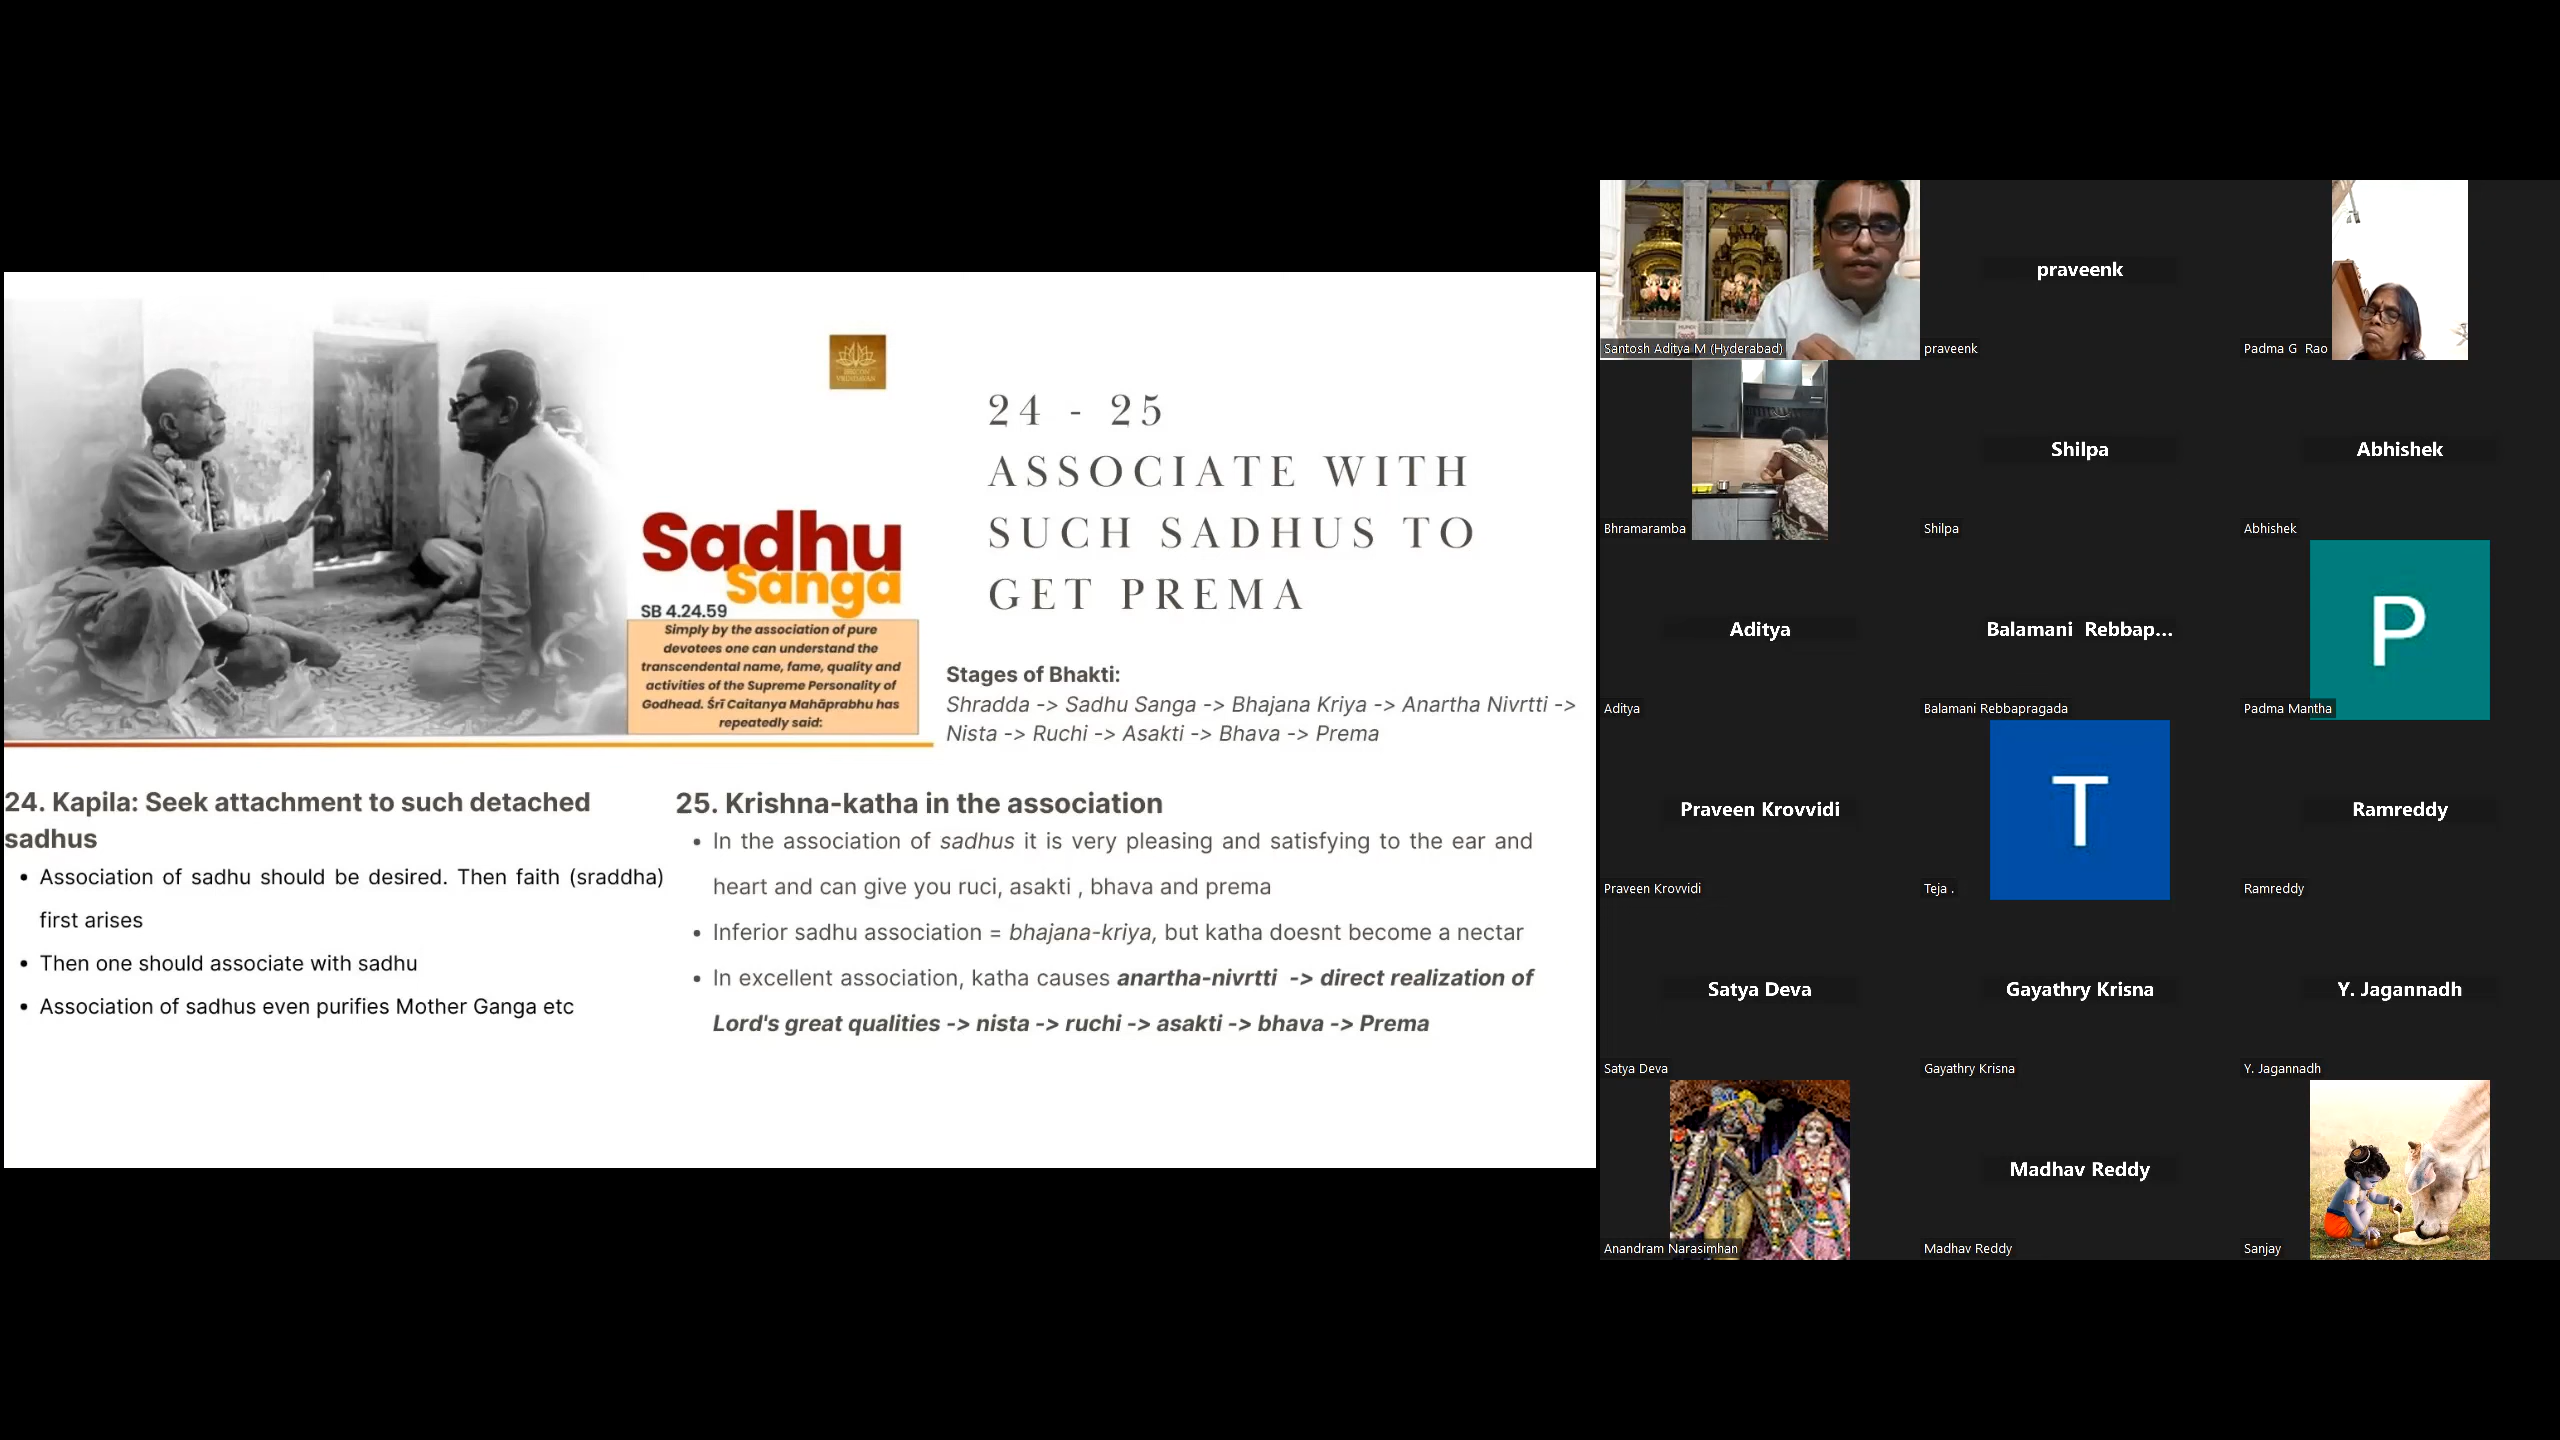 Sadhu
sanga
SB 4.24.59
Simply by the association of pure
devotees one can understand the
transcendental name, fame, quality and
activities of the Supreme Personality of
Godhead. Śrī Caitanya Mahāprabhu has
repeatedly said:
24 - 25
ASSOCIATE WITH
SUCH SADHUS TO
GET PREMA
Stages of Bhakti:
Shradda -> Sadhu Sanga -> Bhajana Kriya -> Anartha Nivrtti ->
Nista -> Ruchi -> Asakti -> Bhava -> Prema
24. Kapila: Seek attachment to such detached
sadhus
• Association of sadhu should be desired. Then faith (sraddha)
first arises
• Then one should associate with sadhu
• Association of sadhus even purifies Mother Ganga etc
25. Krishna-katha in the association
• In the association of sadhus it is very pleasing and satisfying to the ear and
heart and can give you ruci, asakti , bhava and prema
• Inferior sadhu association = bhajana-kriya, but katha doesnt become a nectar
• In excellent association, katha causes anartha-nivrtti -> direct realization of
Lord's great qualities -> nista -> ruchi -> asakti -> bhava -> Prema
Santosh Aditya M (Hyderabad)
praveenk
praveenk
Padma G Rao
Bhramaramba
Shilpa
Shilpa
Abhishek
Abhishek
Aditya
Aditya
Balamani Rebbap...
Balamani Rebbapragada
P
Padma Mantha
Praveen Krovvidi
Praveen Krovvidi
T
Teja .
Ramreddy
Ramreddy
Satya Deva
Satya Deva
Gayathry Krisna
Gayathry Krisna
Y. Jagannadh
Y. Jagannadh
Anandram Narasimhan
Madhav Reddy
Madhav Reddy
Sanjay